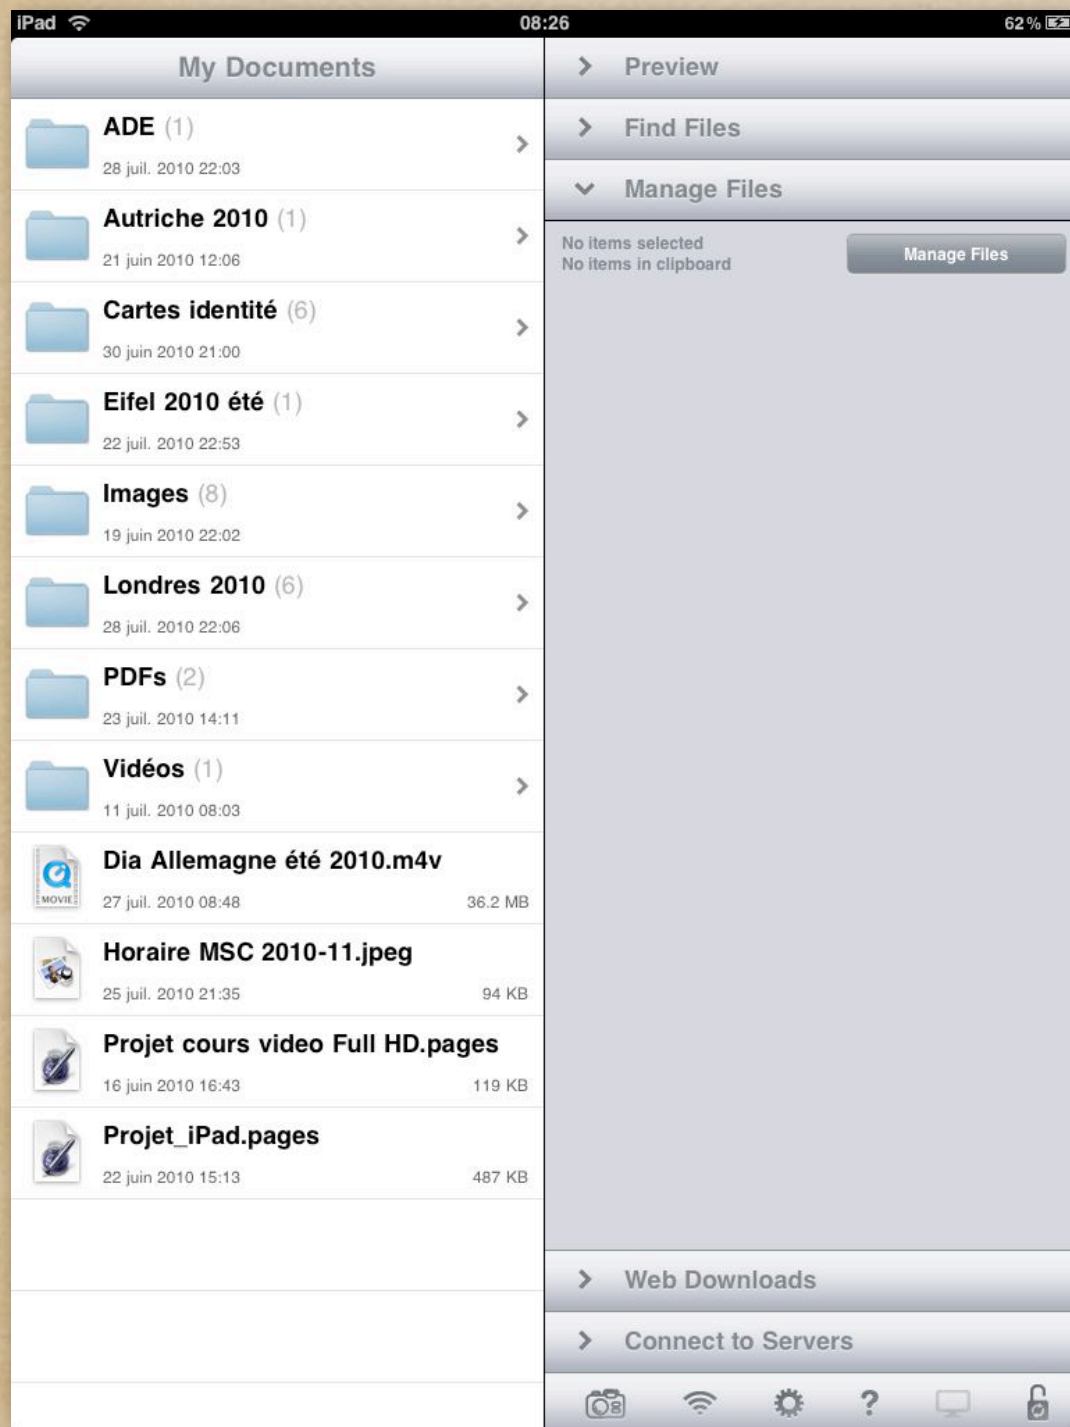 iPad 08:26 62%
My Documents
ADE (1)
28 juil. 2010 22:03
Autriche 2010 (1)
21 juin 2010 12:06
Cartes identité (6)
30 juin 2010 21:00
Eifel 2010 été (1)
22 juil. 2010 22:53
Images (8)
19 juin 2010 22:02
Londres 2010 (6)
28 juil. 2010 22:06
PDFs (2)
23 juil. 2010 14:11
Vidéos (1)
11 juil. 2010 08:03
Dia Allemagne été 2010.m4v
MOVIE
27 juil. 2010 08:48 36.2 MB
Horaire MSC 2010-11.jpeg
25 juil. 2010 21:35 94 KB
Projet cours video Full HD.pages
16 juin 2010 16:43 119 KB
Projet_iPad.pages
22 juin 2010 15:13 487 KB
Preview
Find Files
Manage Files
No items selected
No items in clipboard
Manage Files
Web Downloads
Connect to Servers
?